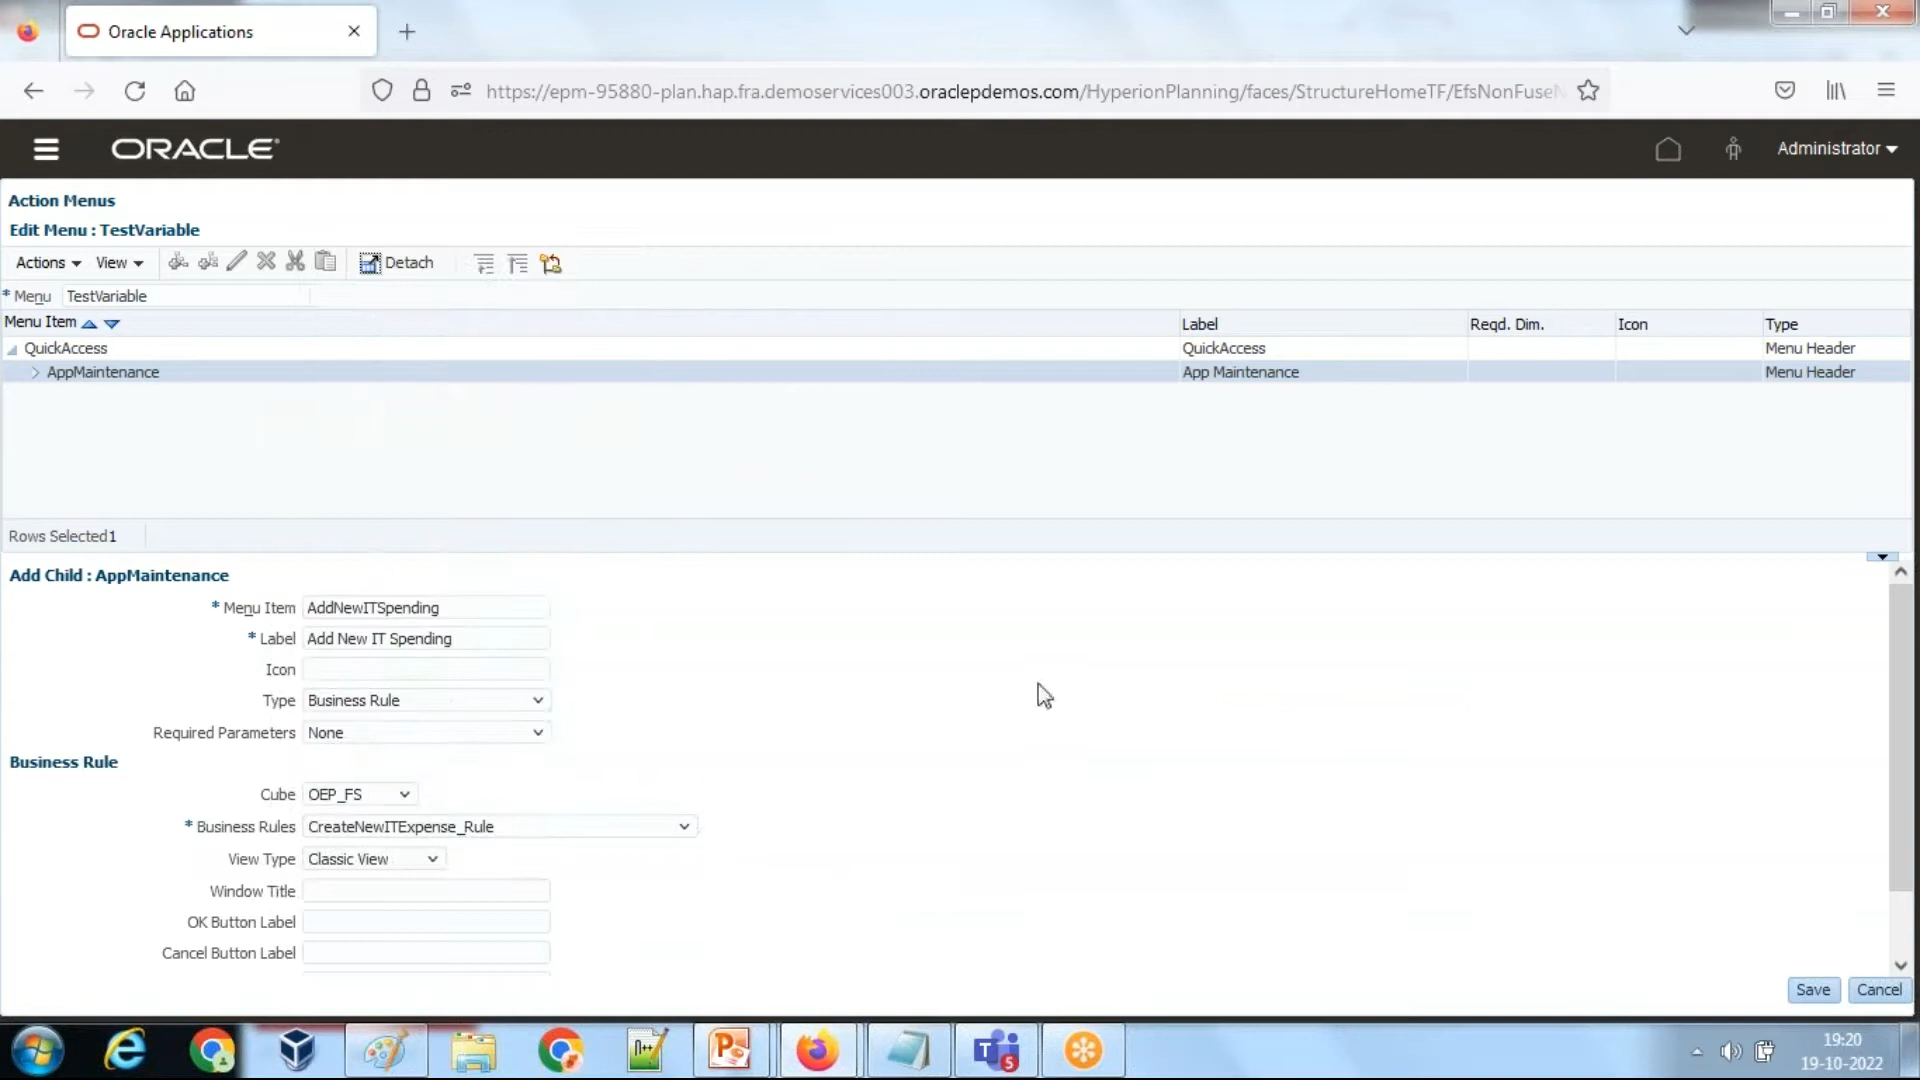 Oracle Applications
https://epm-95880-plan.hap.fra.demoservices003.oraclepdemos.com/HyperionPlanning/faces/StructureHomeTF/EfsNonFuseN
ORACLE
Administrator
Action Menus
Edit Menu : TestVariable
Actions View Detach
* Menu TestVariable
Menu Item Label Reqd. Dim. Icon Type
QuickAccess QuickAccess Menu Header
AppMaintenance App Maintenance Menu Header
Rows Selected1
Add Child : AppMaintenance
* Menu Item AddNewITSpending
* Label Add New IT Spending
Icon
Type Business Rule
Required Parameters None
Business Rule
Cube OEP_FS
* Business Rules CreateNewITExpense_Rule
View Type Classic View
Window Title
OK Button Label
Cancel Button Label
Save Cancel
19:20
19-10-2022